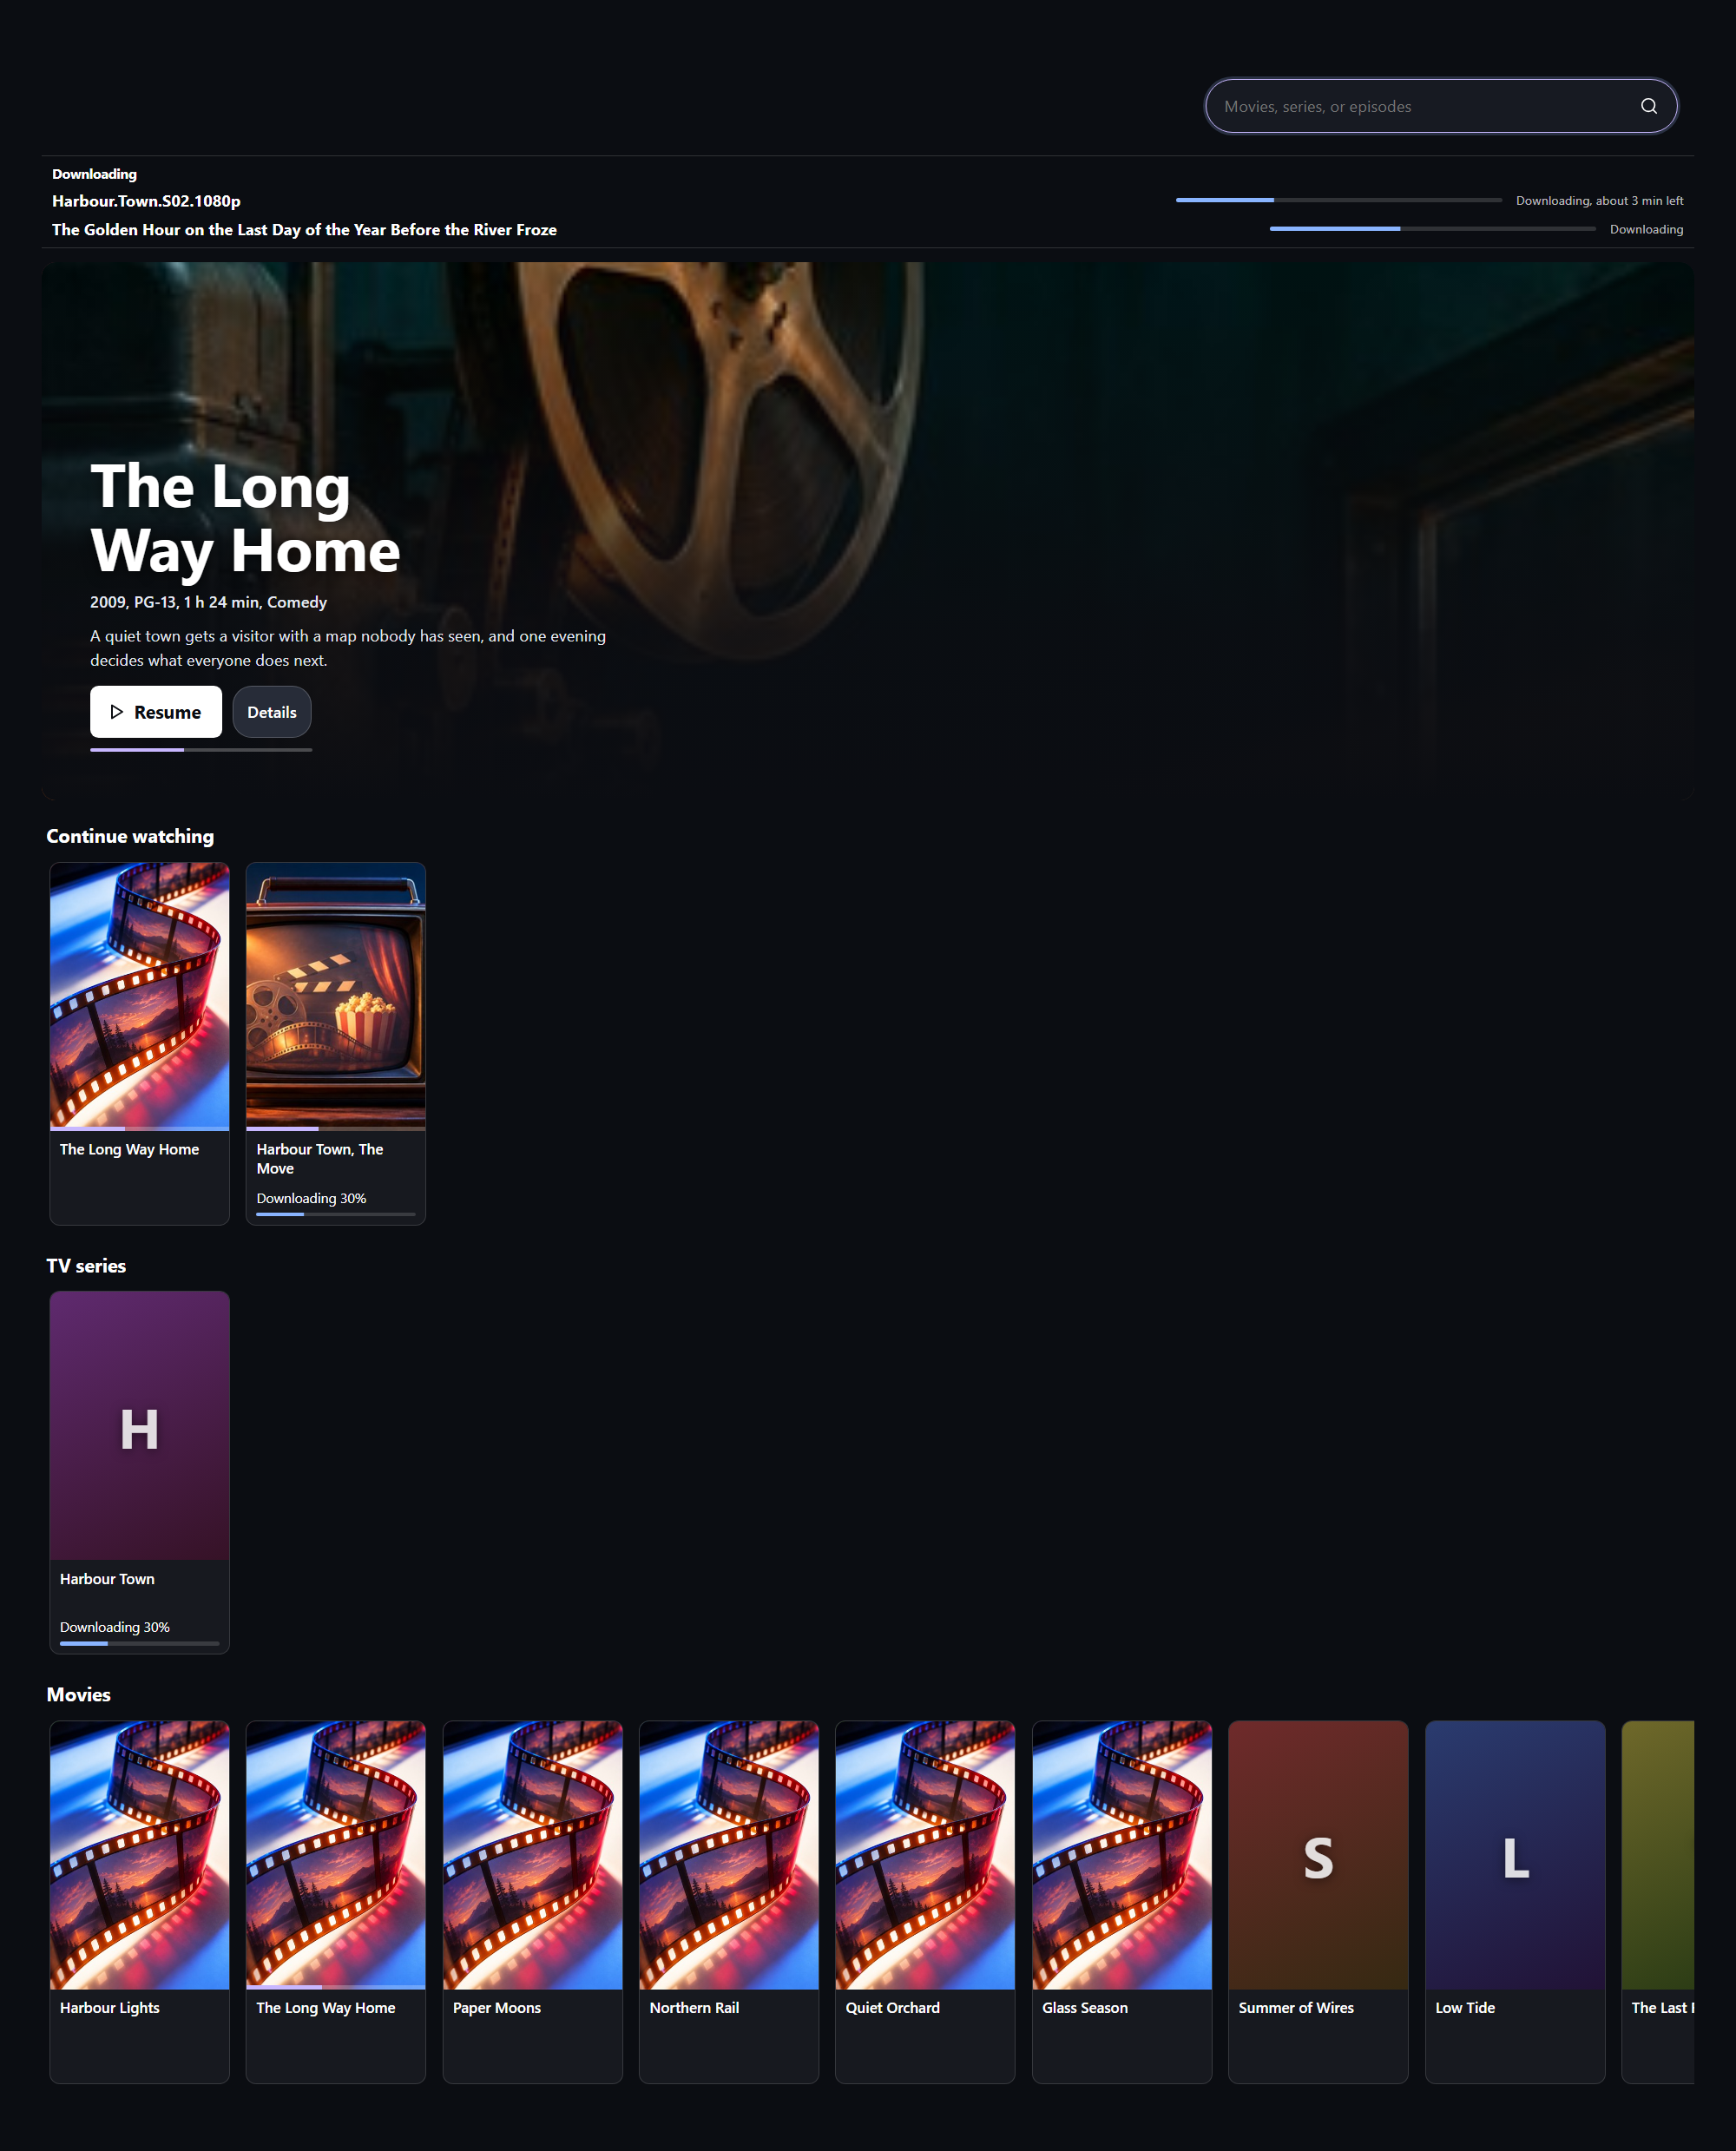 Movies, series, or episodes
Downloading
Harbour.Town.S02.1080p
Downloading, about 3 min left
The Golden Hour on the Last Day of the Year Before the River Froze
Downloading
The Long
Way Home
2009, PG-13, 1 h 24 min, Comedy
A quiet town gets a visitor with a map nobody has seen, and one evening
decides what everyone does next.
Resume
Details
Continue watching
The Long Way Home
Harbour Town, The
Move
Downloading 30%
TV series
H
Harbour Town
Downloading 30%
Movies
S
L
Harbour Lights
The Long Way Home
Paper Moons
Northern Rail
Quiet Orchard
Glass Season
Summer of Wires
Low Tide
The Last